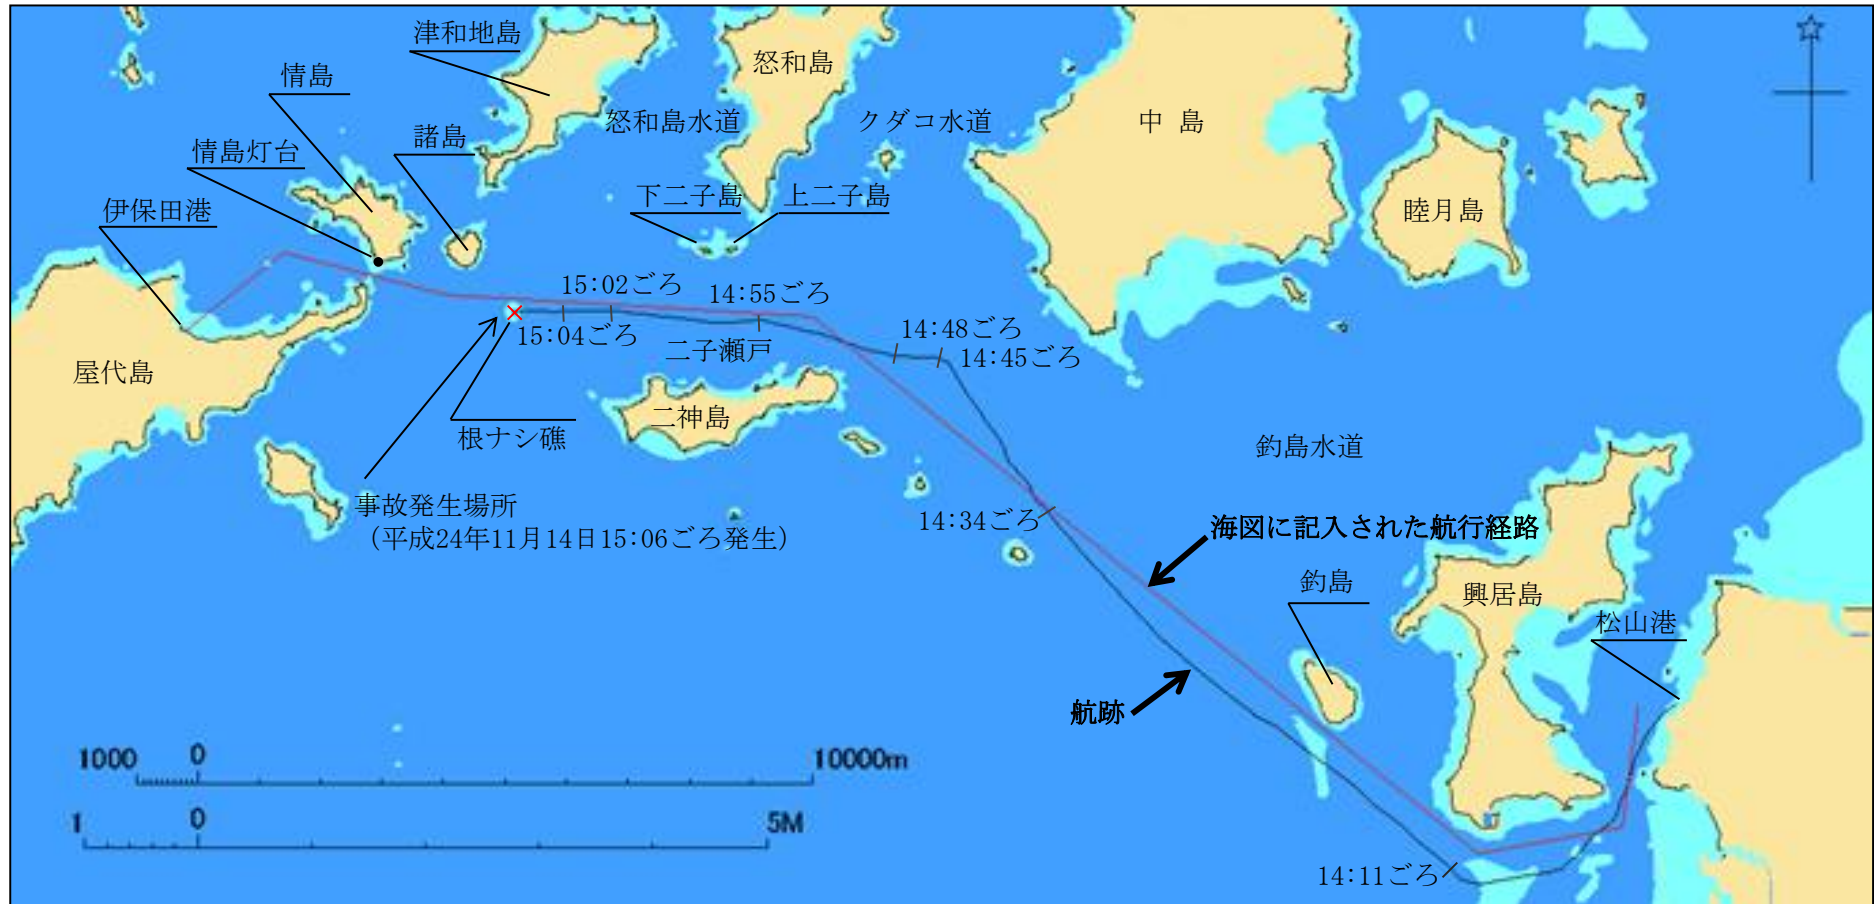 津和地島
怒和島
情島
怒和島水道
クダコ水道
中 島
諸島
情島灯台
下二子島
上二子島
伊保田港
睦月島
15:02ごろ
14:55ごろ
15:04ごろ
14:48ごろ
14:45ごろ
二子瀬戸
屋代島
二神島
根ナシ礁
釣島水道
事故発生場所
（平成24年11月14日15:06ごろ発生）
14:34ごろ
海図に記入された航行経路
釣島
興居島
松山港
航跡
1000 0 10000m
1 0 5M
14:11ごろ